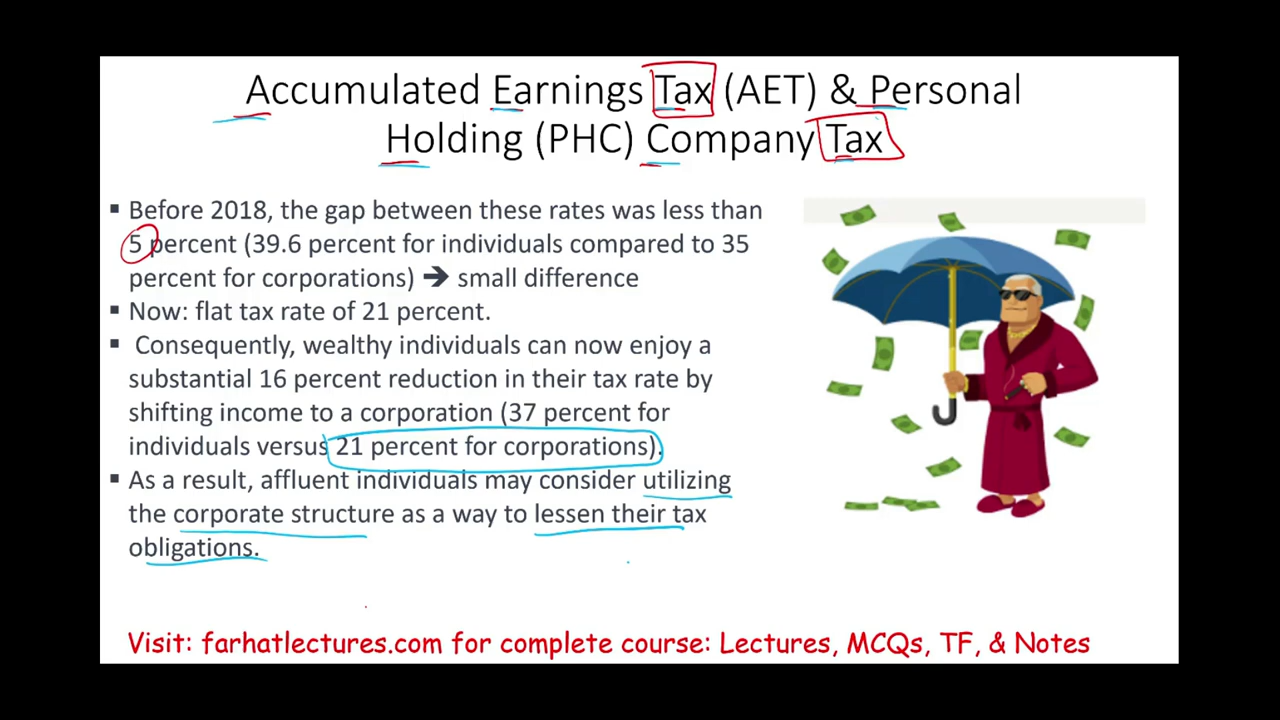 Accumulated Earnings Tax (AET) & Personal
Holding (PHC) Company Tax
▪ Before 2018, the gap between these rates was less than
5 percent (39.6 percent for individuals compared to 35
percent for corporations) ➔ small difference
▪ Now: flat tax rate of 21 percent.
▪ Consequently, wealthy individuals can now enjoy a
substantial 16 percent reduction in their tax rate by
shifting income to a corporation (37 percent for
individuals versus 21 percent for corporations).
▪ As a result, affluent individuals may consider utilizing
the corporate structure as a way to lessen their tax
obligations.
Visit: farhatlectures.com for complete course: Lectures, MCQs, TF, & Notes